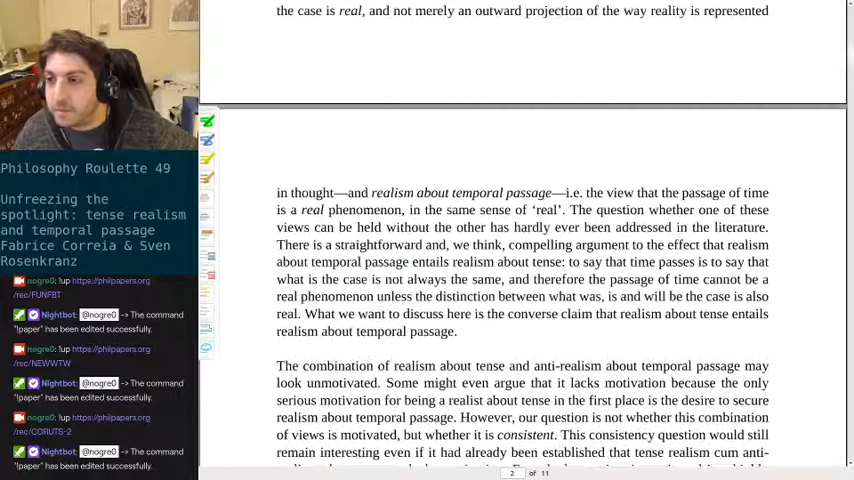 the case is real, and not merely an outward projection of the way reality is represented
in thought—and realism about temporal passage—i.e. the view that the passage of time
is a real phenomenon, in the same sense of ‘real’. The question whether one of these
views can be held without the other has hardly ever been addressed in the literature.
There is a straightforward and, we think, compelling argument to the effect that realism
about temporal passage entails realism about tense: to say that time passes is to say that
what is the case is not always the same, and therefore the passage of time cannot be a
real phenomenon unless the distinction between what was, is and will be the case is also
real. What we want to discuss here is the converse claim that realism about tense entails
realism about temporal passage.
The combination of realism about tense and anti-realism about temporal passage may
look unmotivated. Some might even argue that it lacks motivation because the only
serious motivation for being a realist about tense in the first place is the desire to secure
realism about temporal passage. However, our question is not whether this combination
of views is motivated, but whether it is consistent. This consistency question would still
remain interesting even if it had already been established that tense realism cum anti-
2 of 11
Philosophy Roulette 49
Unfreezing the
spotlight: tense realism
and temporal passage
Fabrice Correia & Sven
Rosenkranz
nogre0: !up https://philpapers.org
/rec/FUNFBT
Nightbot: @nogre0 -> The command
"!paper" has been edited successfully.
nogre0: !up https://philpapers.org
/rec/NEWWTW
Nightbot: @nogre0 -> The command
"!paper" has been edited successfully.
nogre0: !up https://philpapers.org
/rec/CORUTS-2
Nightbot: @nogre0 -> The command
"!paper" has been edited successfully.